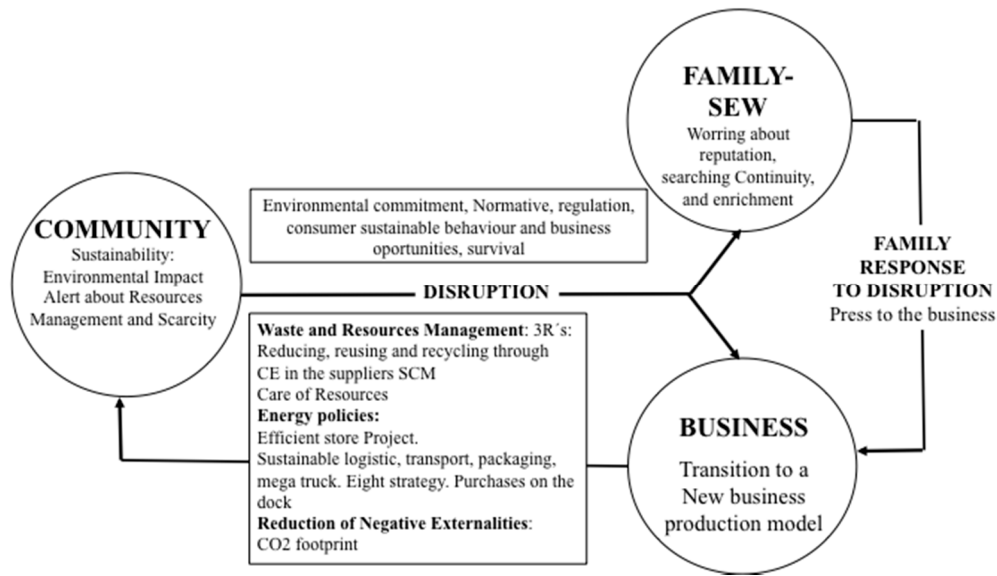 FAMILY-
SEW
Worring about
reputation,
searching Continuity,
and enrichment
COMMUNITY
Sustainability:
Environmental Impact
Alert about Resources
Management and Scarcity
Environmental commitment, Normative, regulation,
consumer sustainable behaviour and business
oportunities, survival
DISRUPTION
FAMILY
RESPONSE
TO DISRUPTION
Press to the business
Waste and Resources Management: 3R´s:
Reducing, reusing and recycling through
CE in the suppliers SCM
Care of Resources
Energy policies:
Efficient store Project.
Sustainable logistic, transport, packaging,
mega truck. Eight strategy. Purchases on the
dock
Reduction of Negative Externalities:
CO2 footprint
BUSINESS
Transition to a
New business
production model